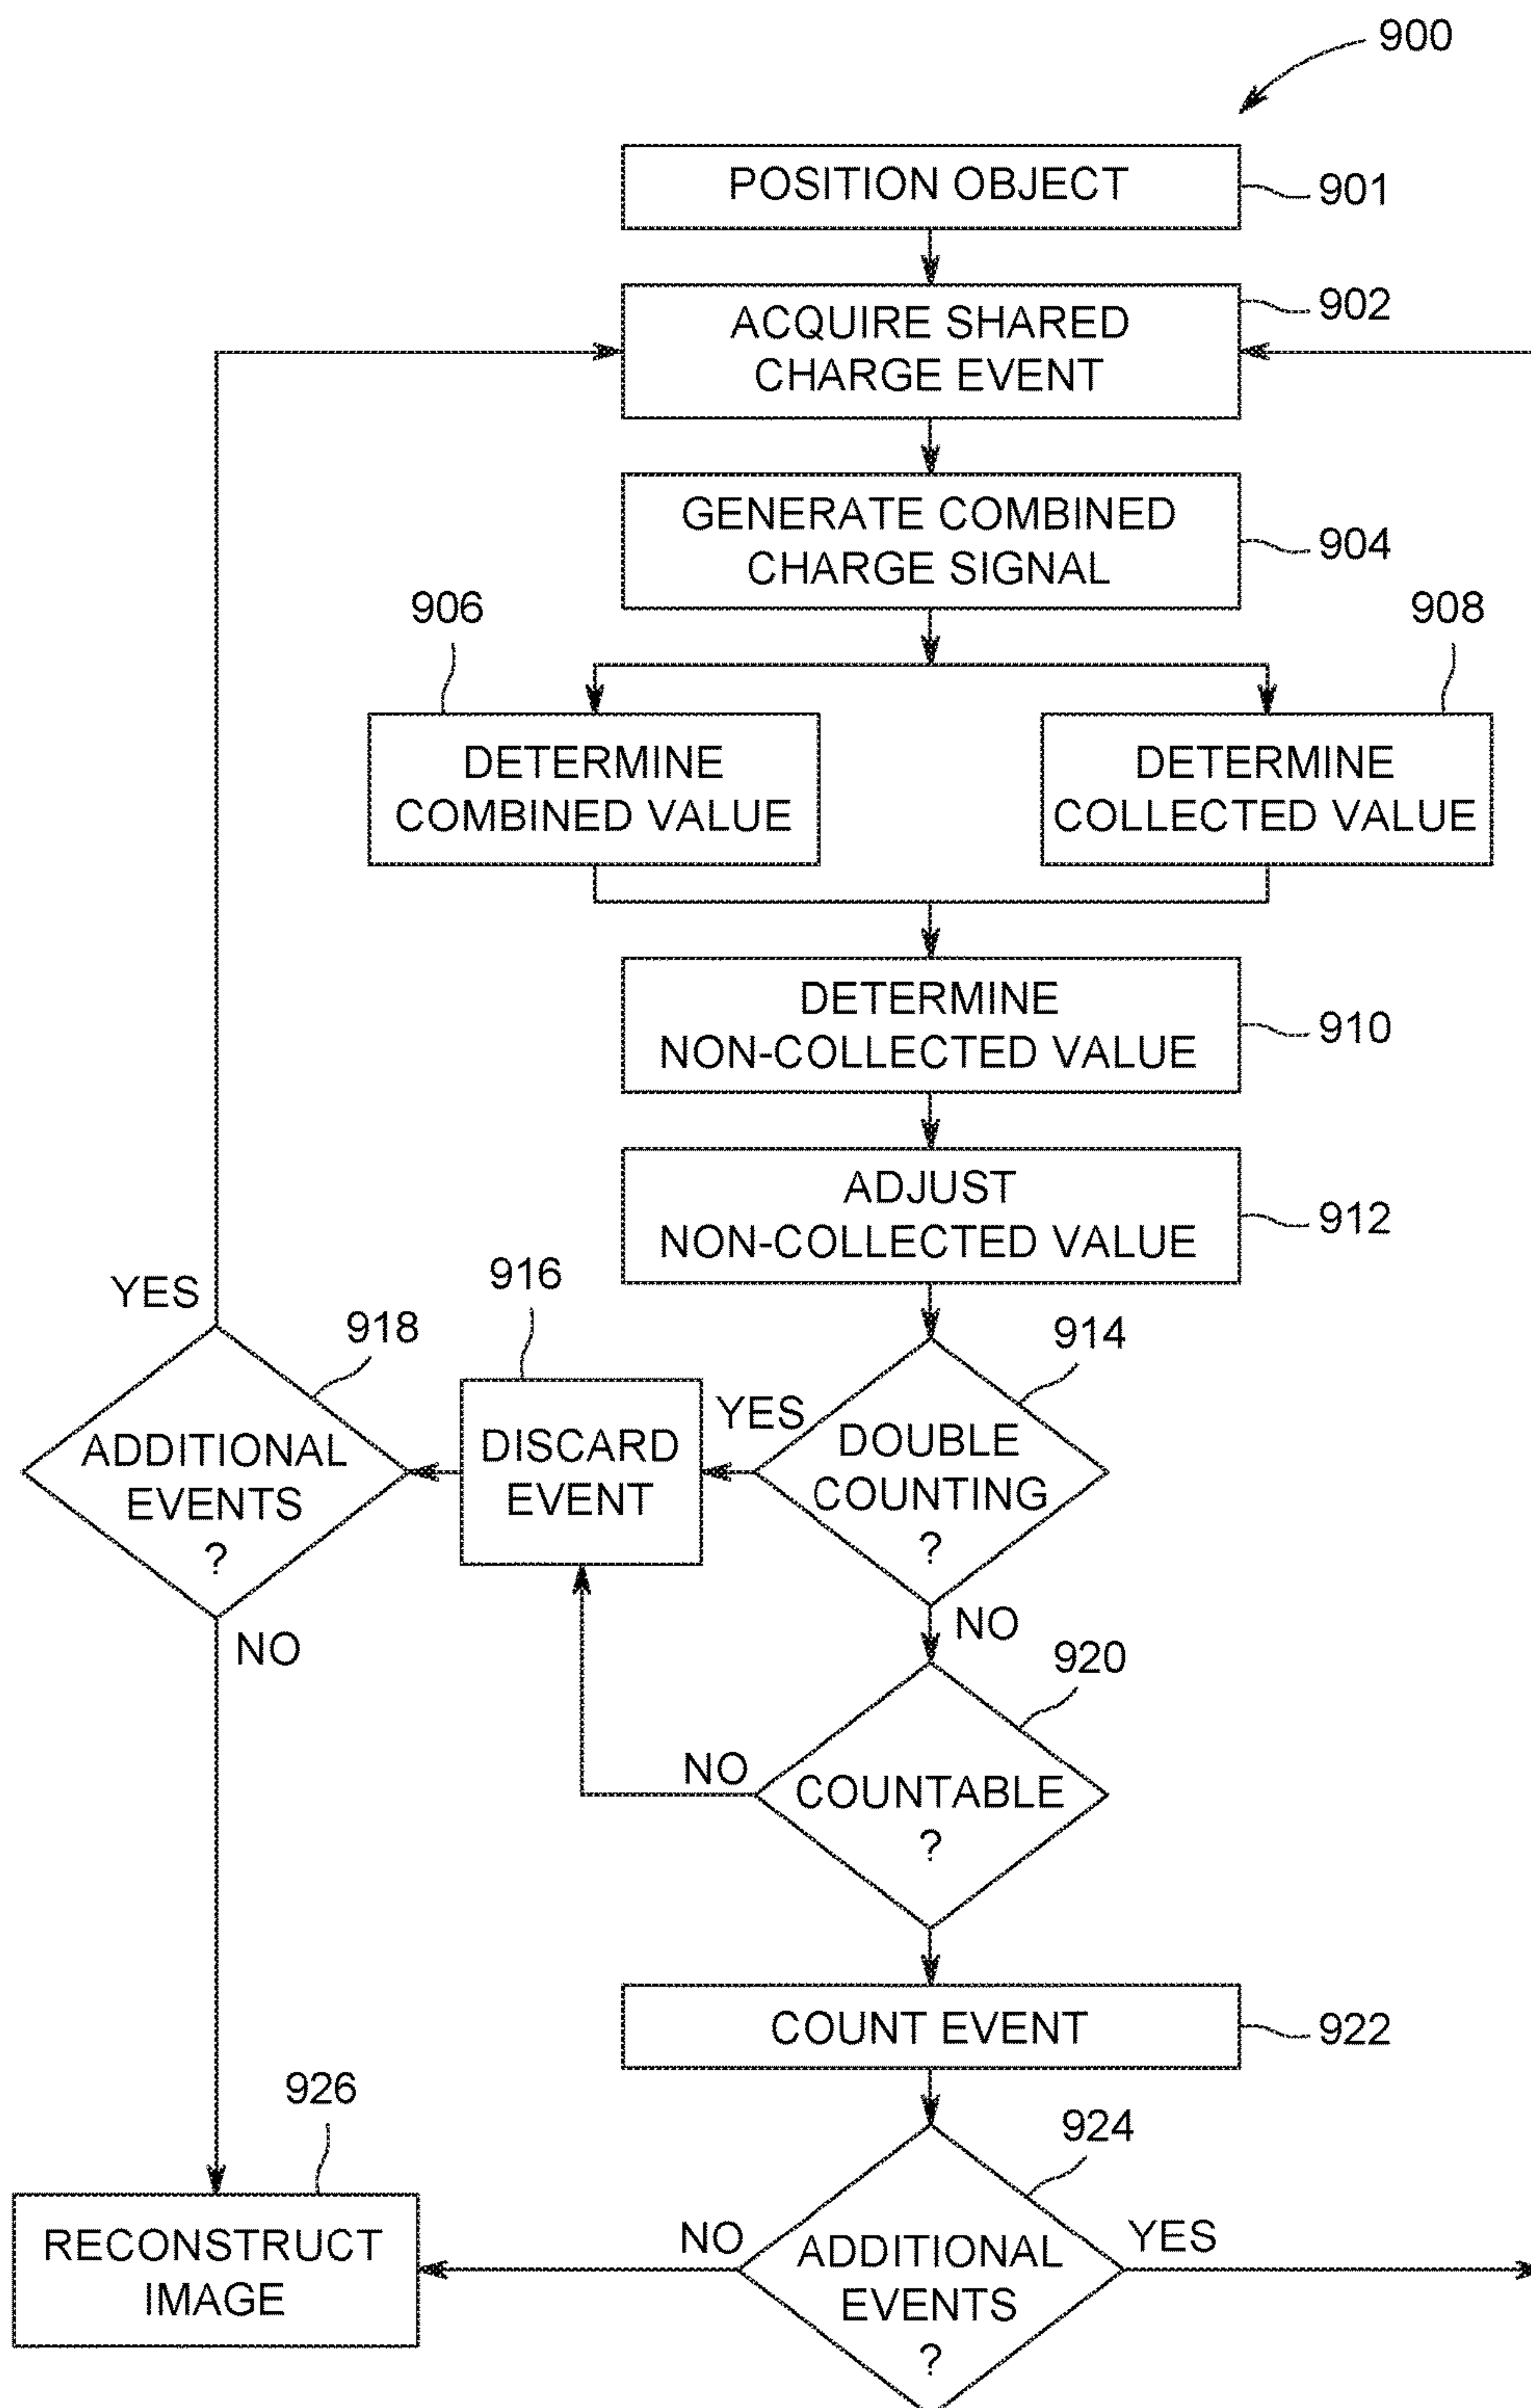 900
POSITION OBJECT
901
ACQUIRE SHARED
CHARGE EVENT
902
GENERATE COMBINED
CHARGE SIGNAL
904
906
908
DETERMINE
COMBINED VALUE
DETERMINE
COLLECTED VALUE
DETERMINE
NON-COLLECTED VALUE
910
ADJUST
NON-COLLECTED VALUE
912
YES
918
ADDITIONAL
EVENTS
?
NO
916
DISCARD
EVENT
YES
914
DOUBLE
COUNTING
?
NO
920
NO
COUNTABLE
?
COUNT EVENT
922
926
RECONSTRUCT
IMAGE
924
NO
ADDITIONAL
EVENTS
?
YES